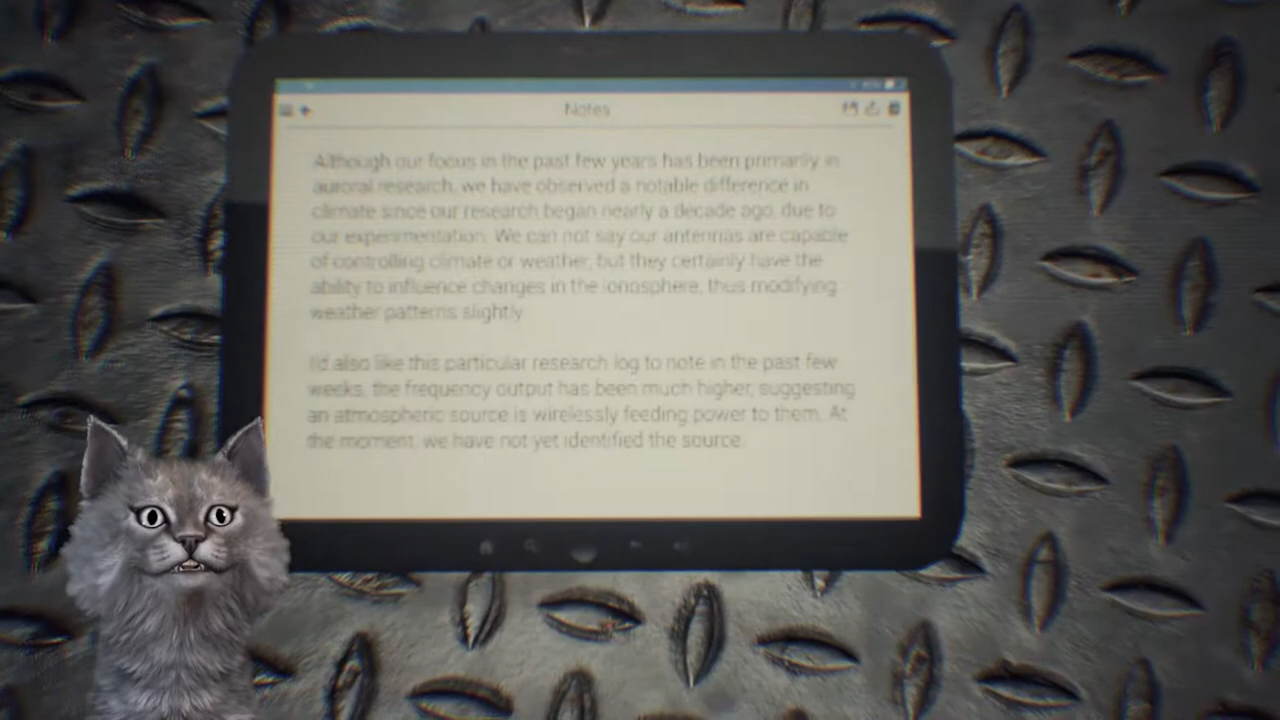 Notes
Although our focus in the past few years has been primarily in
auroral research, we have observed a notable difference in
climate since our research began nearly a decade ago, due to
our experimentation. We can not say our antennas are capable
of controlling climate or weather, but they certainly have the
ability to influence changes in the ionosphere, thus modifying
weather patterns slightly.
I'd also like this particular research log to note in the past few
weeks, the frequency output has been much higher, suggesting
an atmospheric source is wirelessly feeding power to them. At
the moment, we have not yet identified the source.